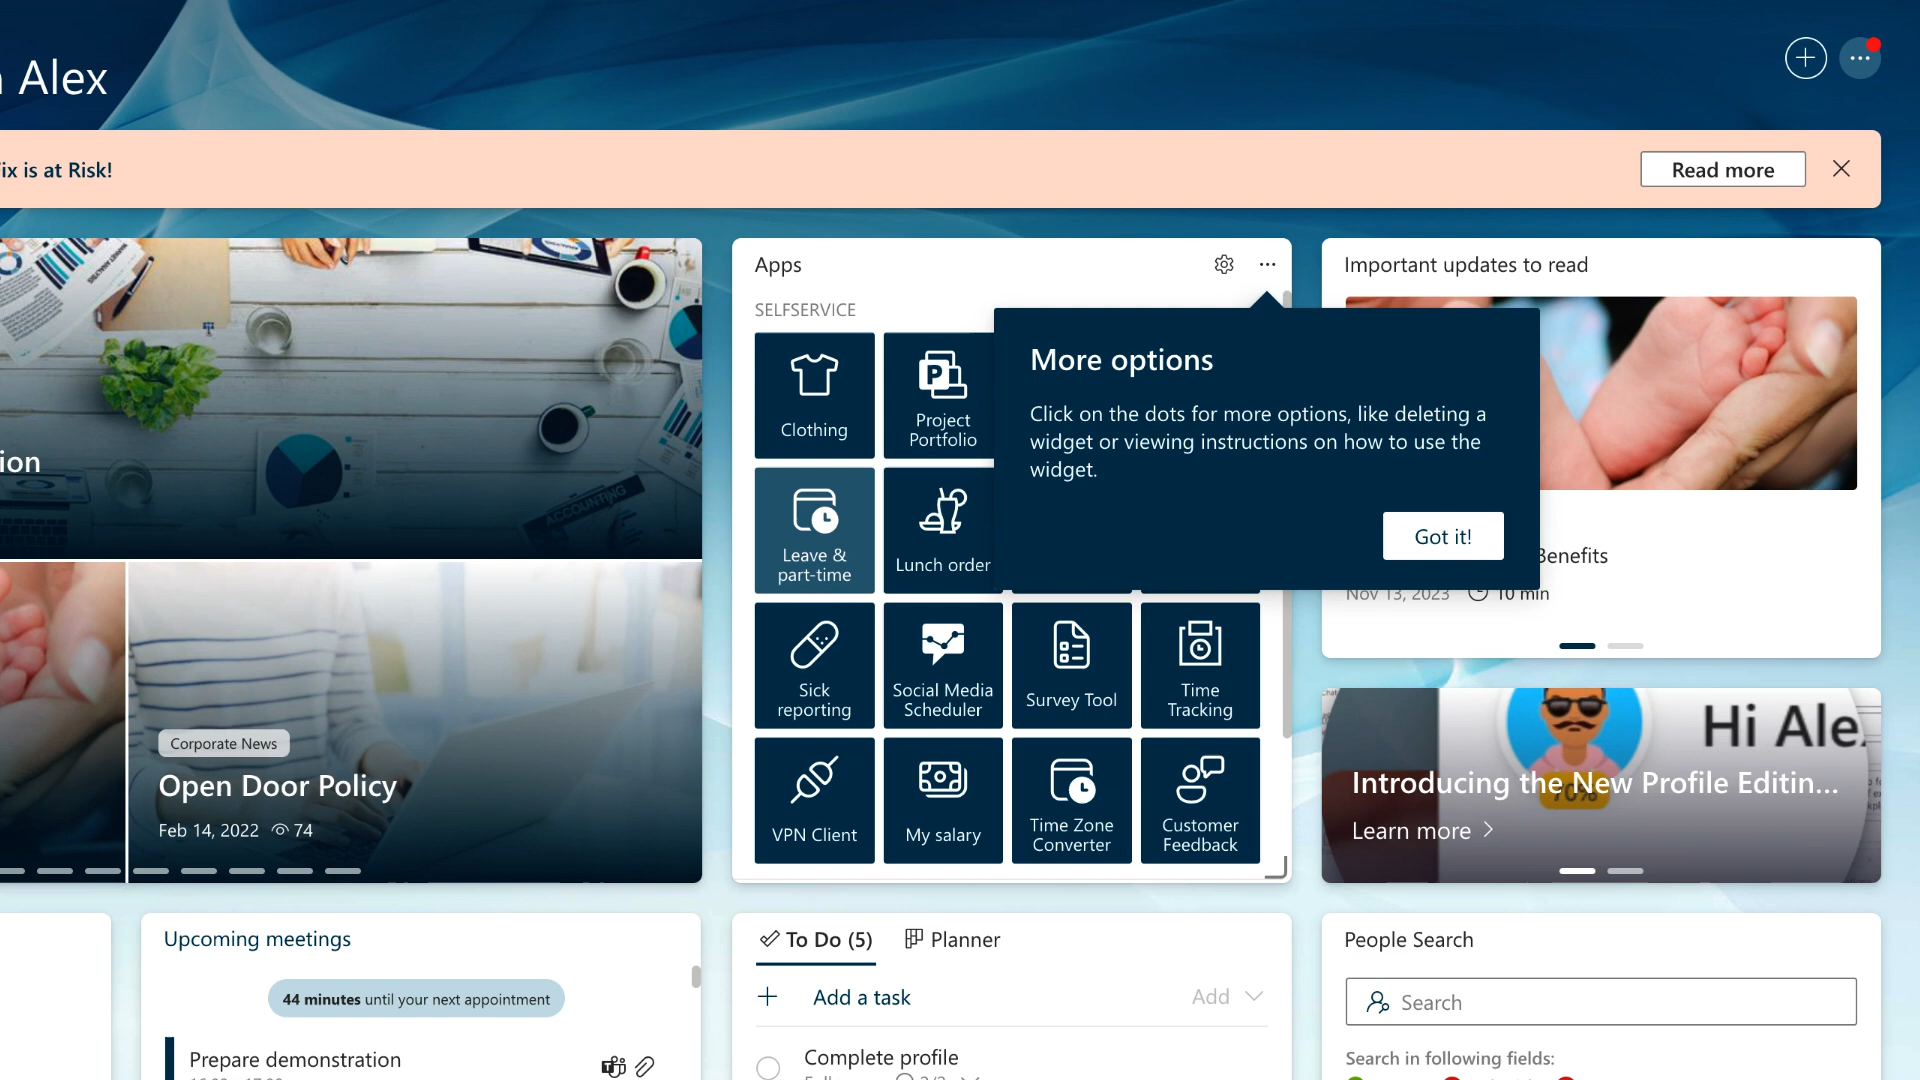 Alex
ix is at Risk!
Read more
ion
ACCOUNTING
Corporate News
Open Door Policy
Feb 14, 2022 74
Apps
SELFSERVICE
Clothing
Project
Portfolio
Leave &
part-time
Lunch order
Sick
reporting
Social Media
Scheduler
Survey Tool
Time
Tracking
VPN Client
My salary
Time Zone
Converter
Customer
Feedback
More options
Click on the dots for more options, like deleting a
widget or viewing instructions on how to use the
widget.
Got it!
Important updates to read
Benefits
Nov 13, 2023 10 min
Hi Ale
70%
Introducing the New Profile Editin...
Learn more
Upcoming meetings
44 minutes until your next appointment
Prepare demonstration
To Do (5) Planner
Add a task Add
Complete profile
People Search
Search
Search in following fields: